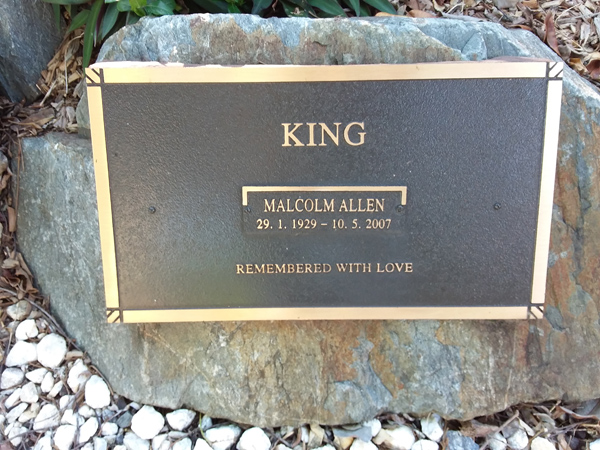 KING
MALCOLM ALLEN
29. 1. 1929 – 10. 5. 2007
REMEMBERED WITH LOVE